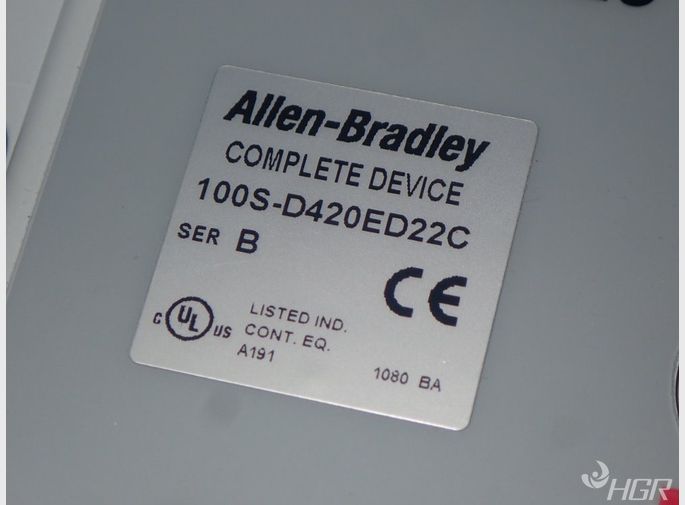 Allen-Bradley
COMPLETE DEVICE
100S-D420ED22C
SER B
CE
C UL US
LISTED IND.
CONT. EQ.
A191
1080 BA
HGR